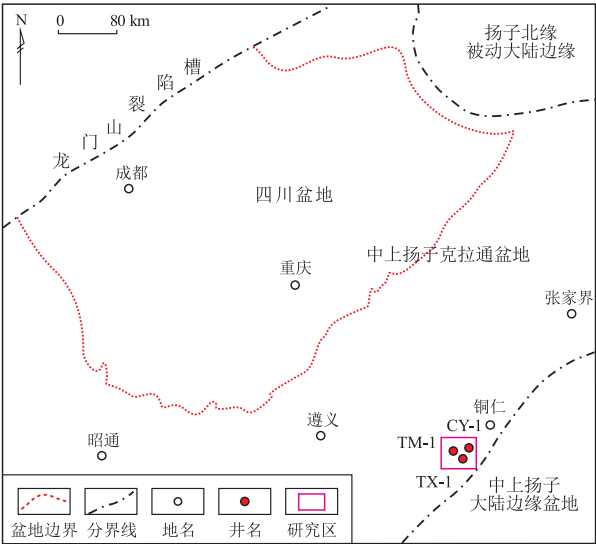 N
0 80 km
扬子北缘
被动大陆边缘
龙门山裂陷槽
成都
四川盆地
中上扬子克拉通盆地
重庆
张家界
铜仁
CY-1
遵义
TM-1
昭通
TX-1
中上扬子
大陆边缘盆地
盆地边界 分界线 地名 井名 研究区